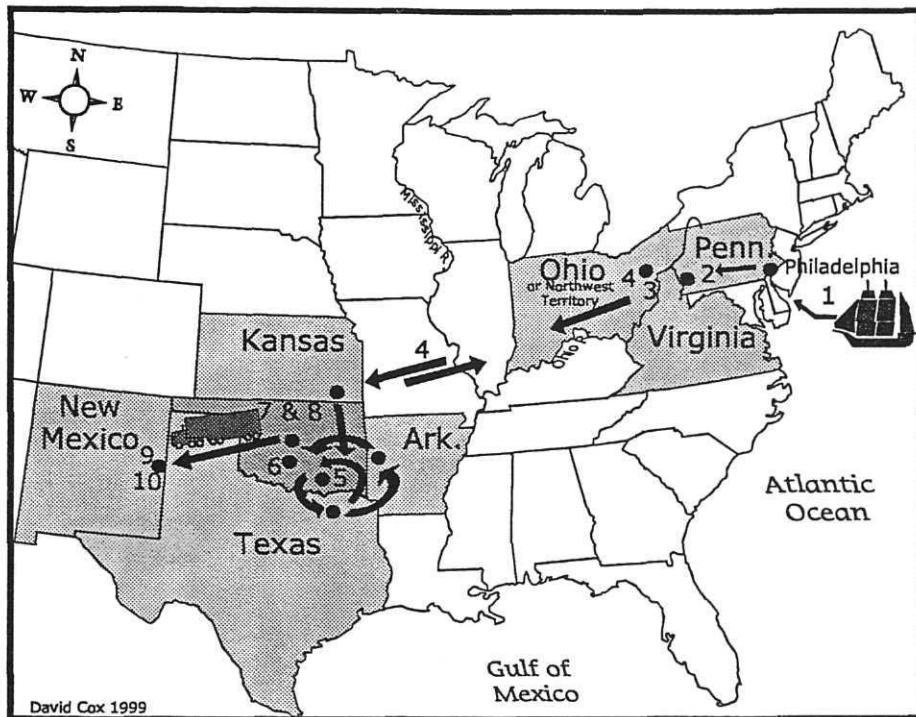 N
W E
S
Mississippi R.
Penn.
Philadelphia
1
2
Ohio
or Northwest
Territory
4
3
Ohio R.
Virginia
Kansas
4
New
Mexico
7 & 8
Ark.
9
10
6
5
Texas
Atlantic
Ocean
Gulf of
Mexico
David Cox 1999